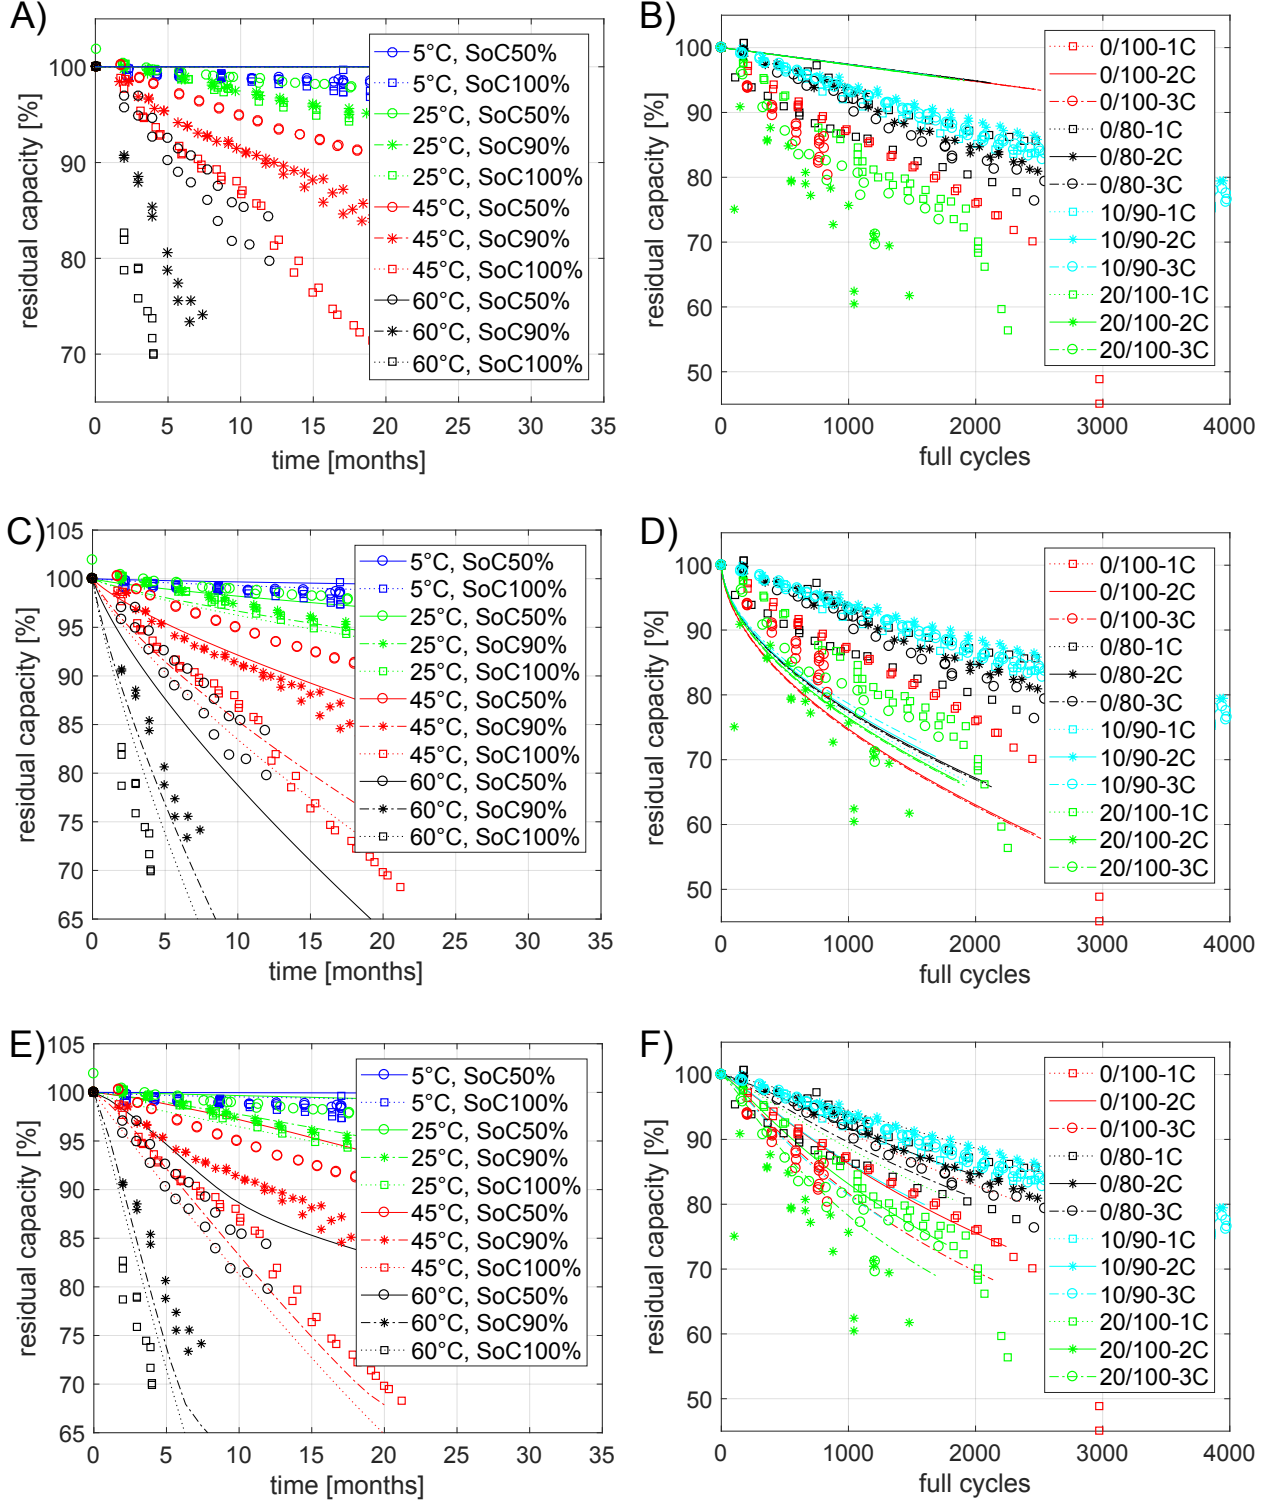 A)
residual capacity [%]
100
90
80
70
0 5 10 15 20 25 30 35
time [months]
5°C, SoC50%
5°C, SoC100%
25°C, SoC50%
25°C, SoC90%
25°C, SoC100%
45°C, SoC50%
45°C, SoC90%
45°C, SoC100%
60°C, SoC50%
60°C, SoC90%
60°C, SoC100%
B)
residual capacity [%]
100
90
80
70
60
50
0 1000 2000 3000 4000
full cycles
0/100-1C
0/100-2C
0/100-3C
0/80-1C
0/80-2C
0/80-3C
10/90-1C
10/90-2C
10/90-3C
20/100-1C
20/100-2C
20/100-3C
C)
residual capacity [%]
105
100
95
90
85
80
75
70
65
0 5 10 15 20 25 30 35
time [months]
5°C, SoC50%
5°C, SoC100%
25°C, SoC50%
25°C, SoC90%
25°C, SoC100%
45°C, SoC50%
45°C, SoC90%
45°C, SoC100%
60°C, SoC50%
60°C, SoC90%
60°C, SoC100%
D)
residual capacity [%]
100
90
80
70
60
50
0 1000 2000 3000 4000
full cycles
0/100-1C
0/100-2C
0/100-3C
0/80-1C
0/80-2C
0/80-3C
10/90-1C
10/90-2C
10/90-3C
20/100-1C
20/100-2C
20/100-3C
E)
residual capacity [%]
105
100
95
90
85
80
75
70
65
0 5 10 15 20 25 30 35
time [months]
5°C, SoC50%
5°C, SoC100%
25°C, SoC50%
25°C, SoC90%
25°C, SoC100%
45°C, SoC50%
45°C, SoC90%
45°C, SoC100%
60°C, SoC50%
60°C, SoC90%
60°C, SoC100%
F)
residual capacity [%]
100
90
80
70
60
50
0 1000 2000 3000 4000
full cycles
0/100-1C
0/100-2C
0/100-3C
0/80-1C
0/80-2C
0/80-3C
10/90-1C
10/90-2C
10/90-3C
20/100-1C
20/100-2C
20/100-3C